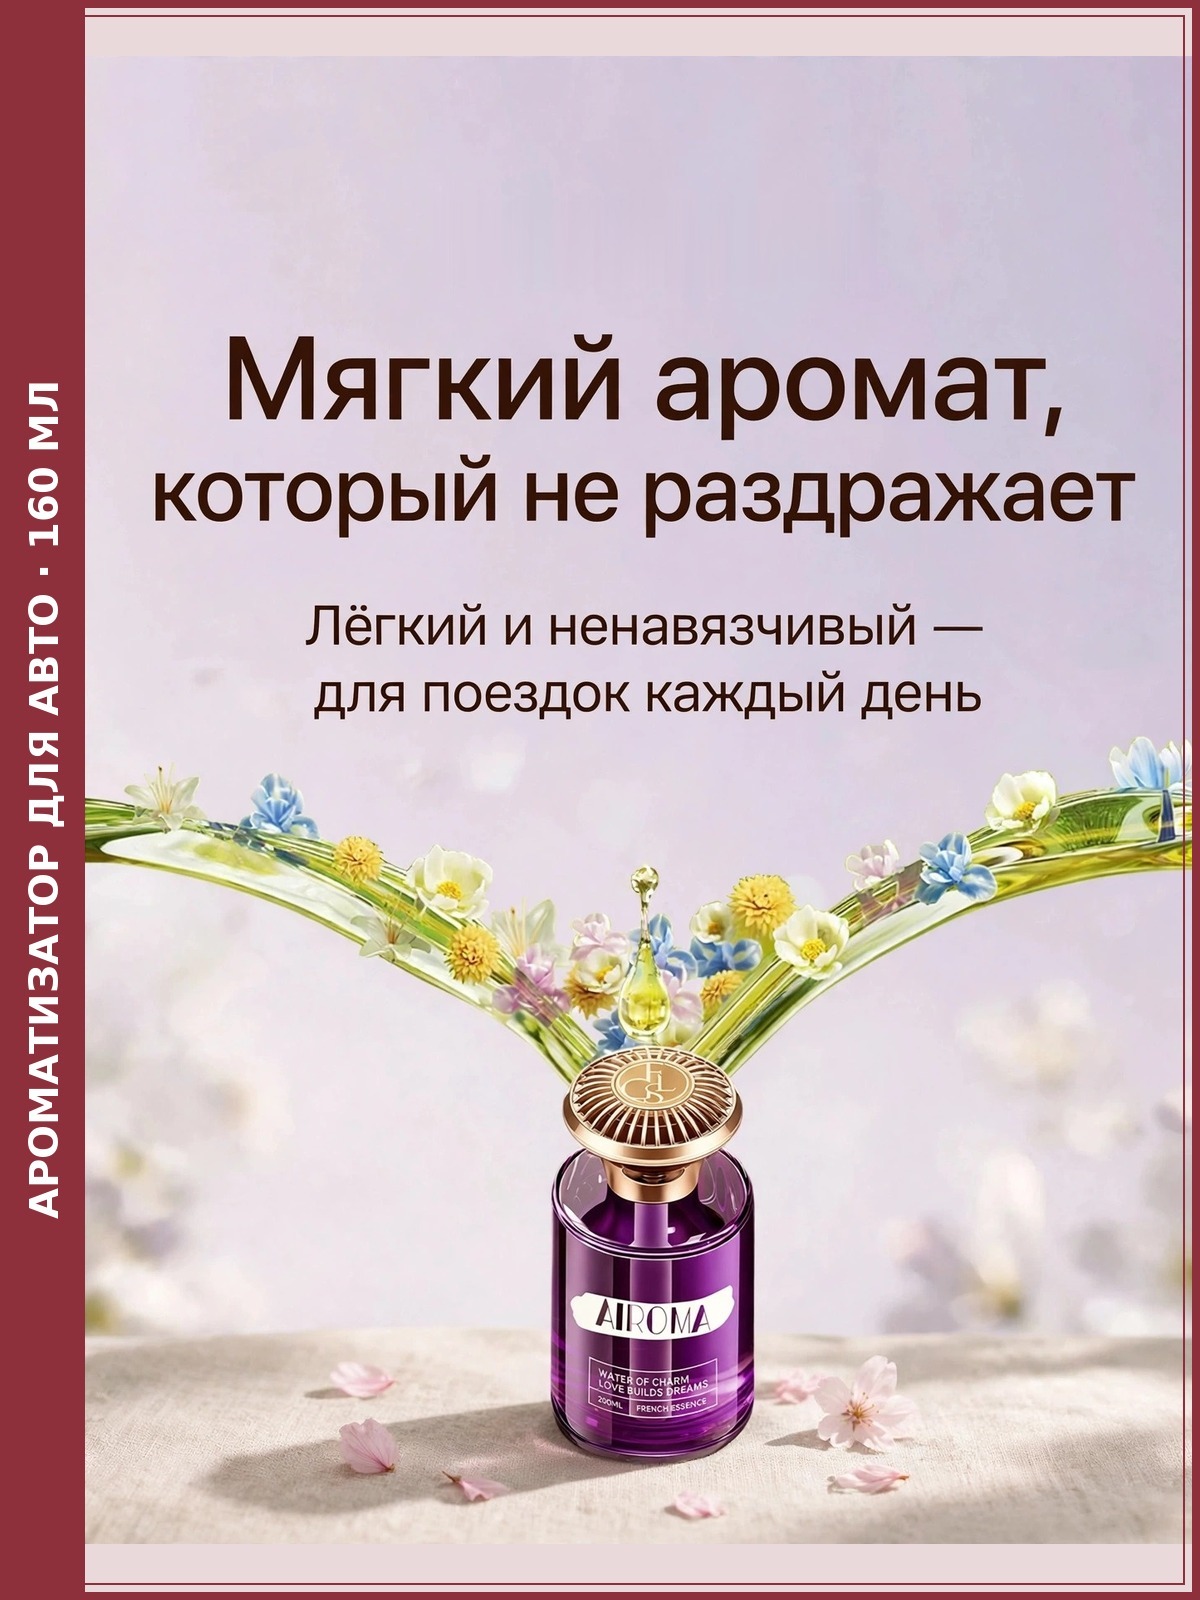 АРОМАТИЗАТОР ДЛЯ АВТО · 160 МЛ
Мягкий аромат,
который не раздражает
Лёгкий и ненавязчивый —
для поездок каждый день
AIROMA
WATER OF CHARM
LOVE BUILDS DREAMS
200ML FRENCH ESSENCE